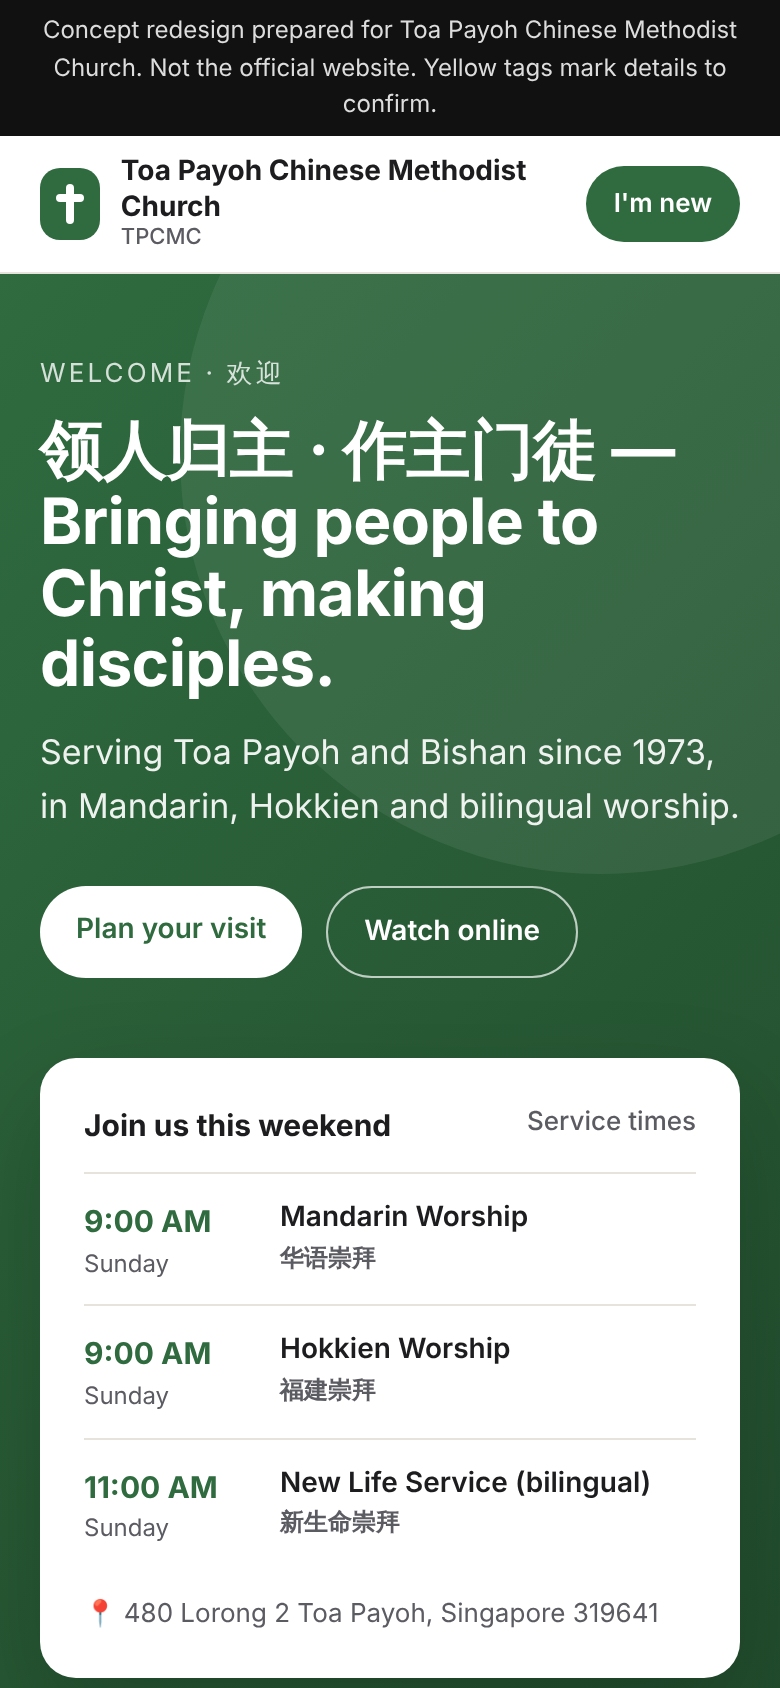 Concept redesign prepared for Toa Payoh Chinese Methodist
Church. Not the official website. Yellow tags mark details to
confirm.
Toa Payoh Chinese Methodist
Church
TPCMC
I'm new
WELCOME · 欢迎
领人归主 · 作主门徒 —
Bringing people to
Christ, making
disciples.
Serving Toa Payoh and Bishan since 1973,
in Mandarin, Hokkien and bilingual worship.
Plan your visit
Watch online
Join us this weekend
Service times
9:00 AM
Sunday
Mandarin Worship
华语崇拜
9:00 AM
Sunday
Hokkien Worship
福建崇拜
11:00 AM
Sunday
New Life Service (bilingual)
新生命崇拜
480 Lorong 2 Toa Payoh, Singapore 319641